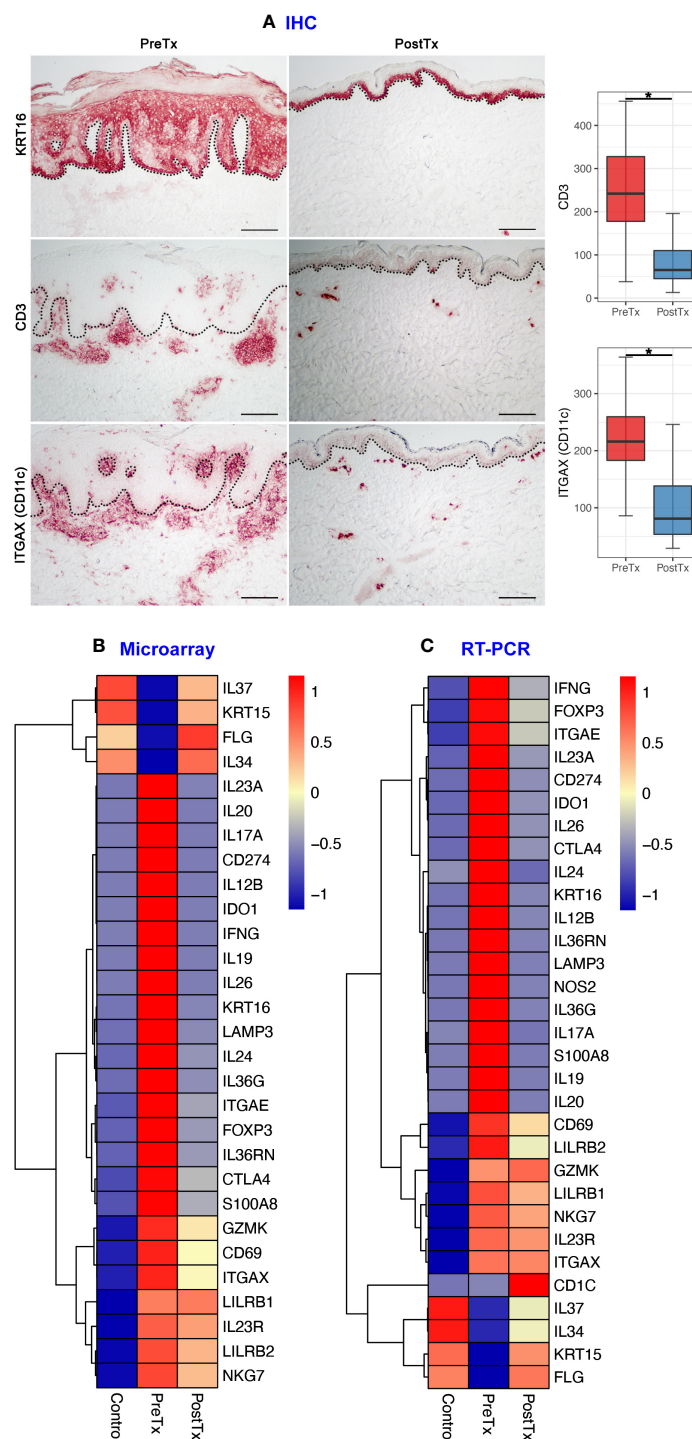 A IHC
PreTx PostTx
KRT16
CD3
ITGAX (CD11c)
*
400
300
200
100
0
CD3
PreTx PostTx
*
300
200
100
ITGAX (CD11c)
PreTx PostTx
B Microarray
IL37
KRT15
FLG
IL34
IL23A
IL20
IL17A
CD274
IL12B
IDO1
IFNG
IL19
IL26
KRT16
LAMP3
IL24
IL36G
ITGAE
FOXP3
IL36RN
CTLA4
S100A8
GZMK
CD69
ITGAX
LILRB1
IL23R
LILRB2
NKG7
1
0.5
0
−0.5
−1
Contro
PreTx
PostTx
C RT-PCR
IFNG
FOXP3
ITGAE
IL23A
CD274
IDO1
IL26
CTLA4
IL24
KRT16
IL12B
IL36RN
LAMP3
NOS2
IL36G
IL17A
S100A8
IL19
IL20
CD69
LILRB2
GZMK
LILRB1
NKG7
IL23R
ITGAX
CD1C
IL37
IL34
KRT15
FLG
1
0.5
0
−0.5
−1
Control
PreTx
PostTx